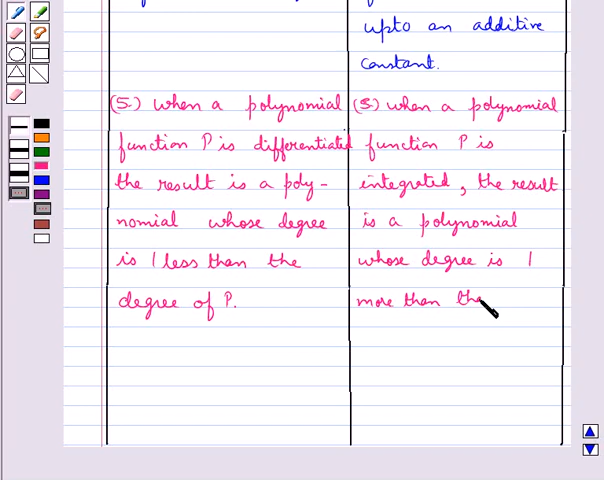 upto an additive
constant.
(5.) when a polynomial
function P is differentiated
the result is a poly-
nomial whose degree
is 1 less than the
degree of P.
(5.) when a polynomial
function P is
integrated, the result
is a polynomial
whose degree is 1
more than the